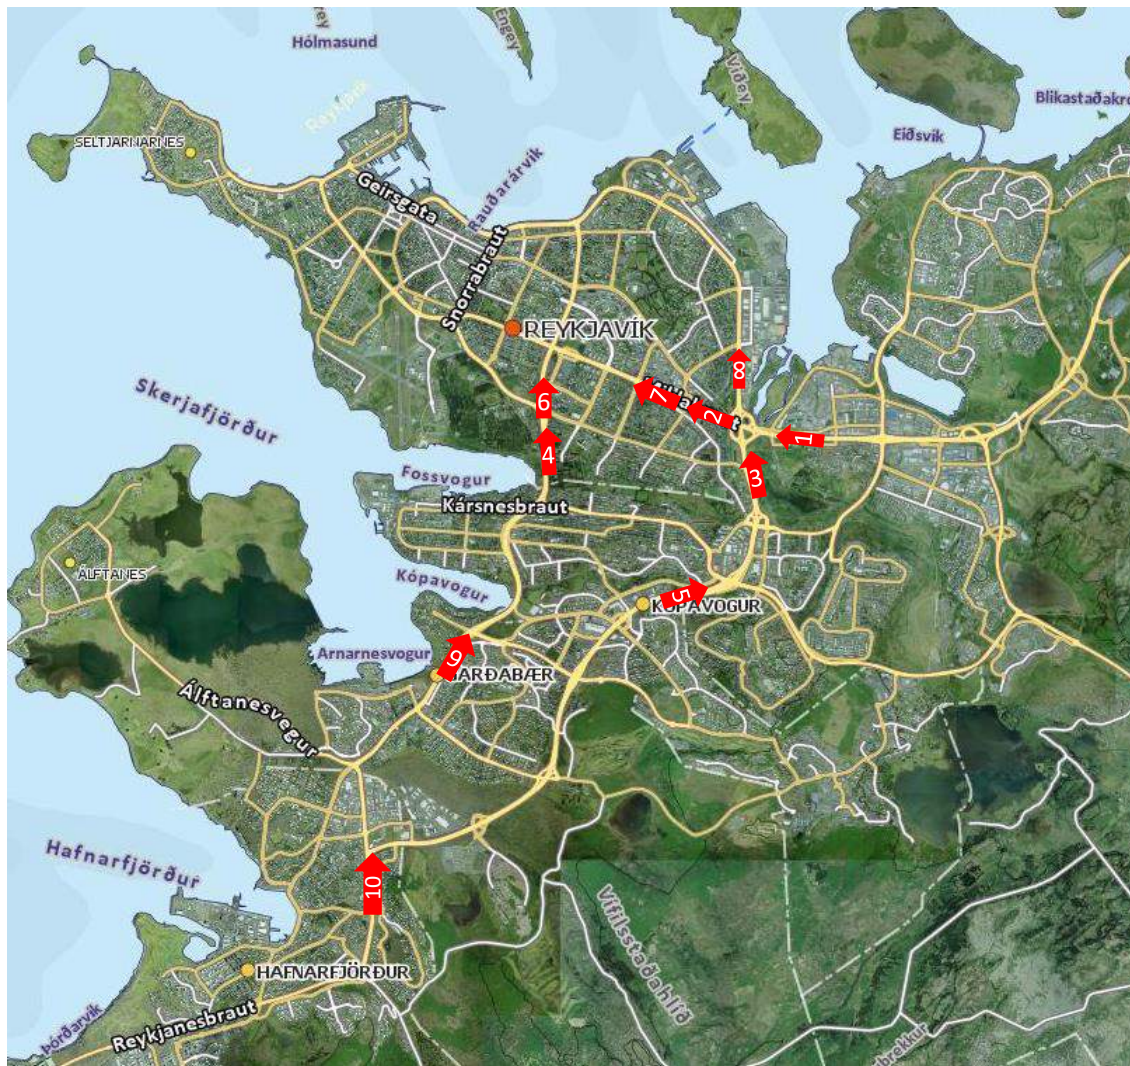 Hólmasund
Engey
Viðey
Blikastaðakró
Eiðsvík
Reykjavík
SELTJARNARNES
Rauðarárvík
Geirsgata
Snorrabraut
REYKJAVÍK
8
7
2
6
1
Skerjafjörður
4
3
Fossvogur
Kársnesbraut
Kópavogur
ÁLFTANES
5
KÓPAVOGUR
Arnarnesvogur
9
GARÐABÆR
Álftanesvegur
Hafnarfjörður
10
Vífilsstaðahlíð
HAFNARFJÖRÐUR
Reykjanesbraut
Þórðarvík